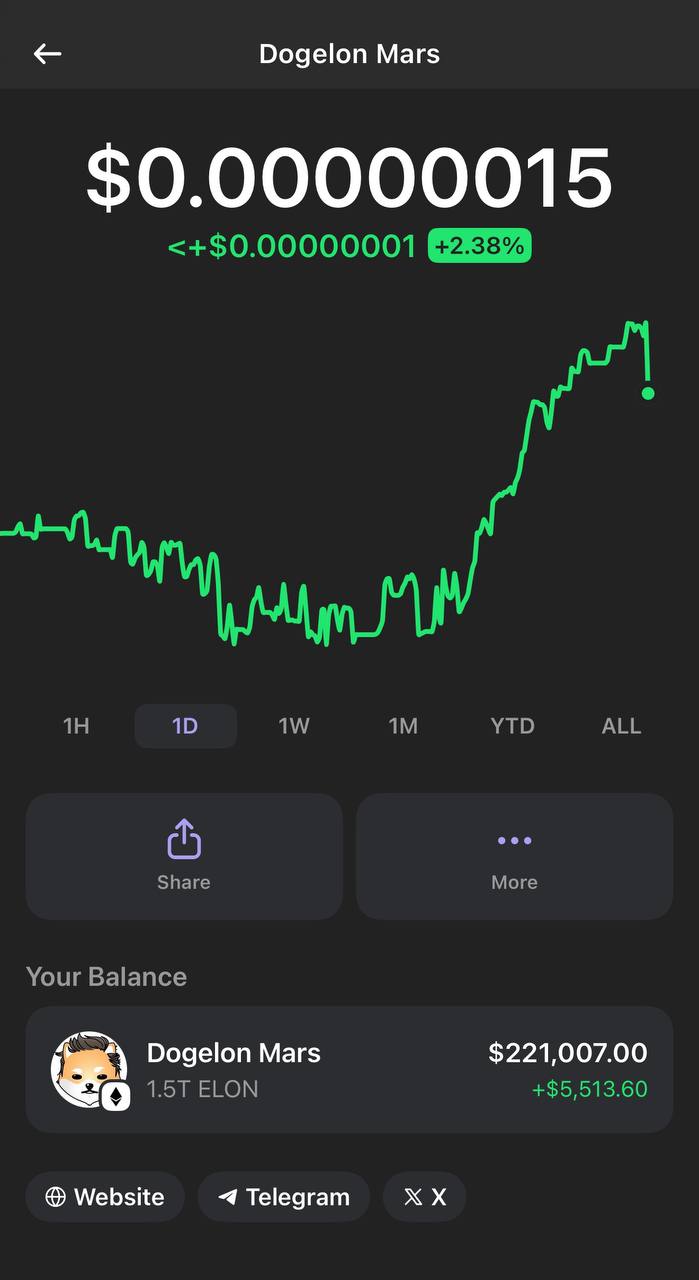 Dogelon Mars
$0.00000015
<+$0.00000001 +2.38%
1H 1D 1W 1M YTD ALL
Share More
Your Balance
Dogelon Mars $221,007.00
1.5T ELON +$5,513.60
Website Telegram X